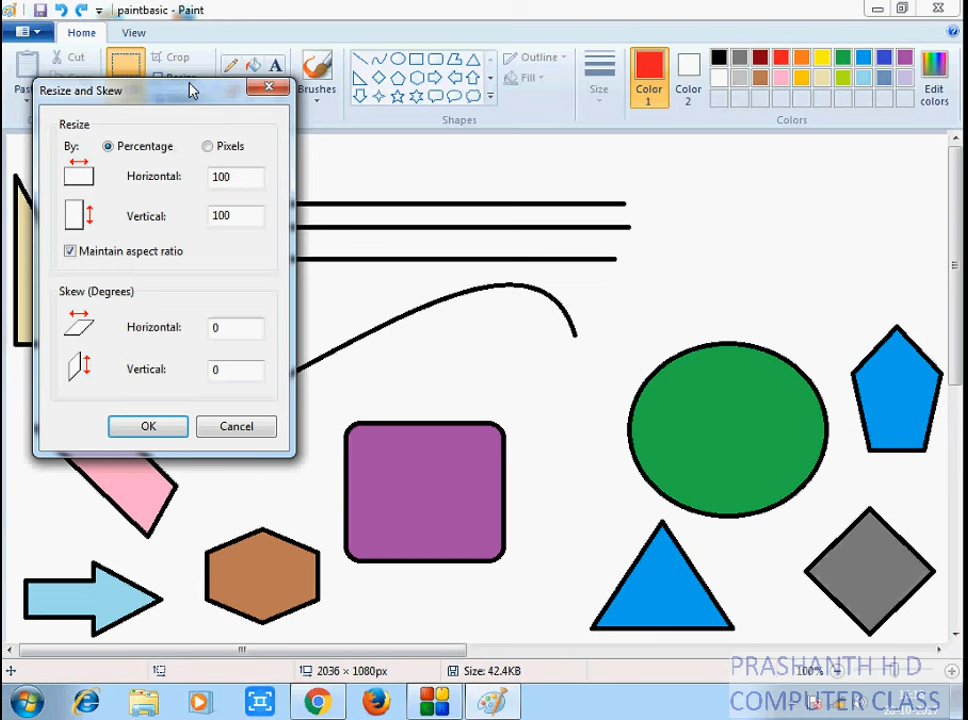 paintbasic - Paint
Home
View
Cut
Crop
Brushes
Outline
Fill
Shapes
Size
Color 1
Color 2
Edit colors
Colors
Resize and Skew
Resize
By:
Percentage
Pixels
Horizontal:
100
Vertical:
100
Maintain aspect ratio
Skew (Degrees)
Horizontal:
0
Vertical:
0
OK
Cancel
2036 × 1080px
Size: 42.4KB
100%
PRASHANTH H D
COMPUTER CLASS